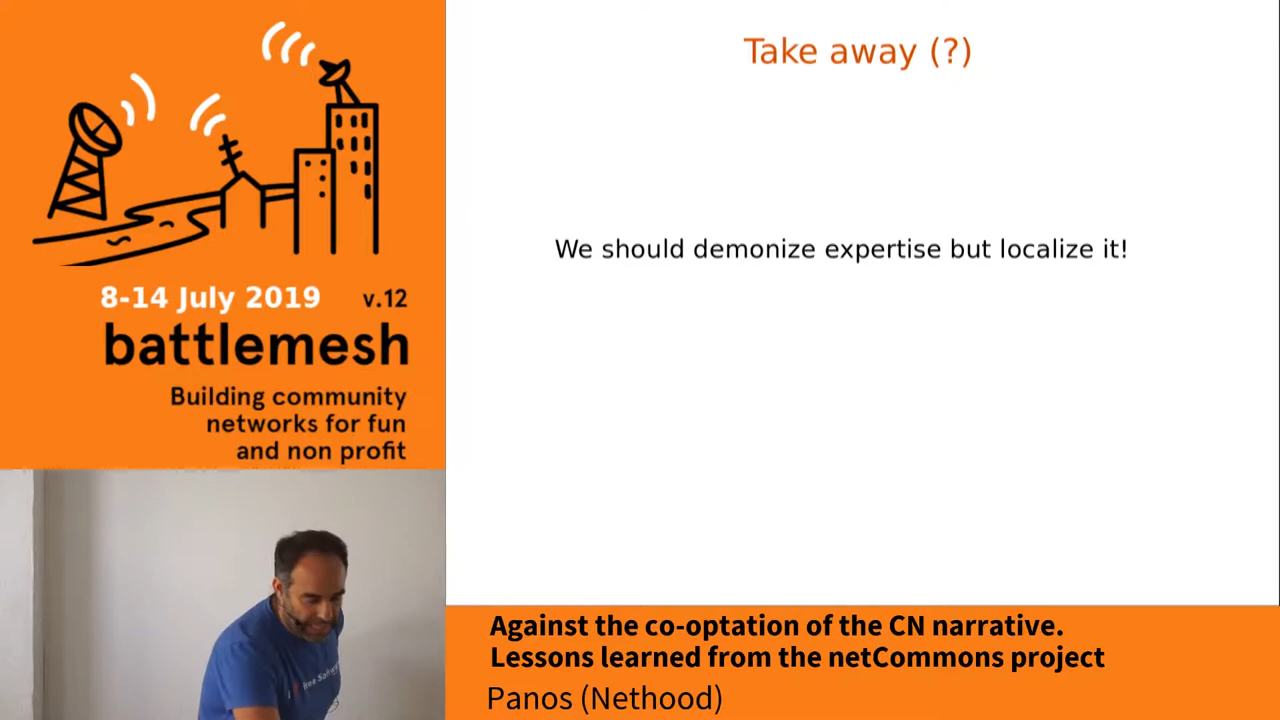 Take away (?)
We should demonize expertise but localize it!
8-14 July 2019 v.12
battlemesh
Building community
networks for fun
and non profit
Free Softw
Against the co-optation of the CN narrative.
Lessons learned from the netCommons project
Panos (Nethood)